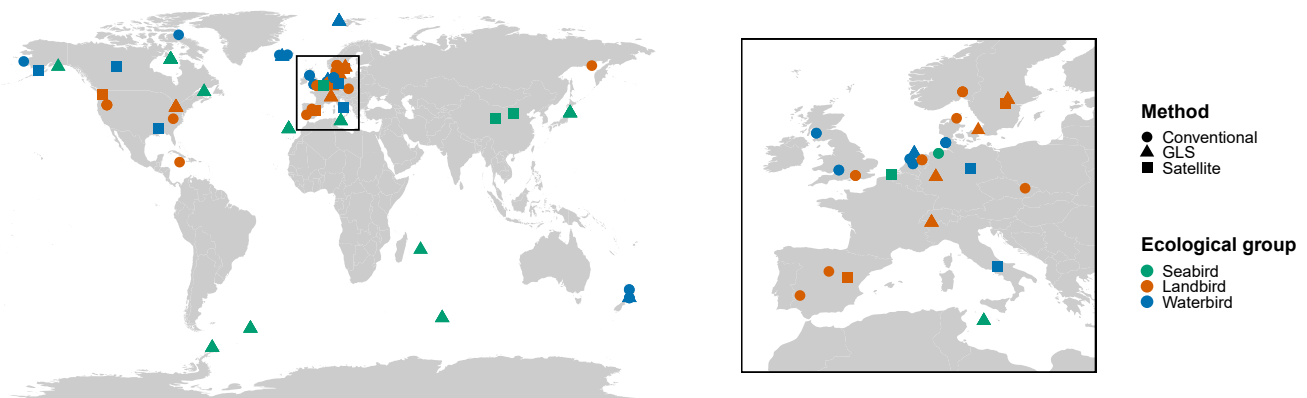 Method
Conventional
GLS
Satellite
Ecological group
Seabird
Landbird
Waterbird